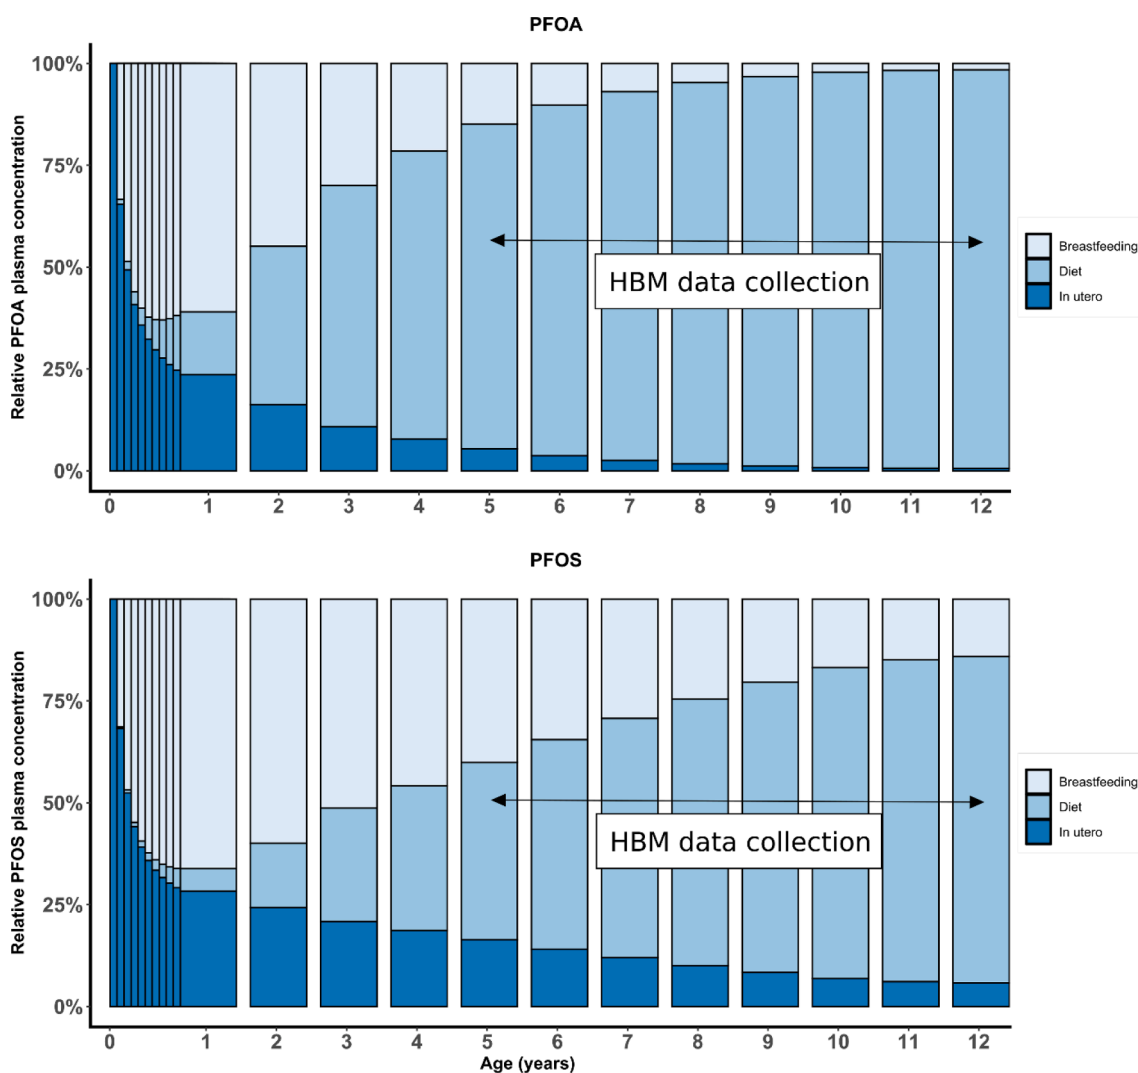 PFOA
Relative PFOA plasma concentration
100%
75%
50%
25%
0%
HBM data collection
Breastfeeding
Diet
In utero
0 1 2 3 4 5 6 7 8 9 10 11 12
PFOS
Relative PFOS plasma concentration
100%
75%
50%
25%
0%
HBM data collection
Breastfeeding
Diet
In utero
0 1 2 3 4 5 6 7 8 9 10 11 12
Age (years)